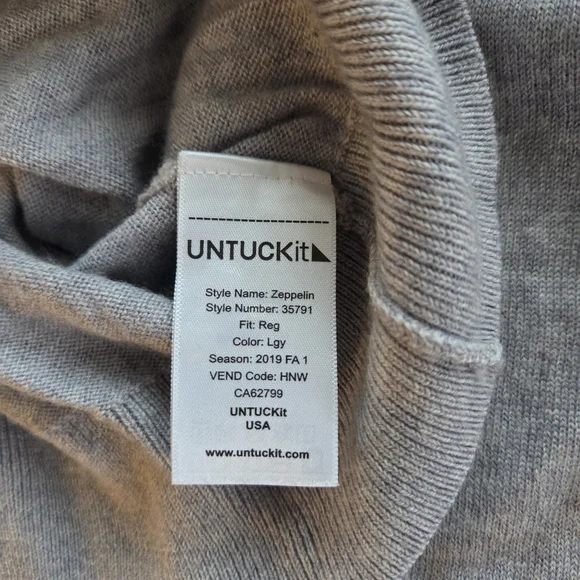 UNTUCKit
Style Name: Zeppelin
Style Number: 35791
Fit: Reg
Color: Lgy
Season: 2019 FA 1
VEND Code: HNW
CA62799
UNTUCKit
USA
www.untuckit.com